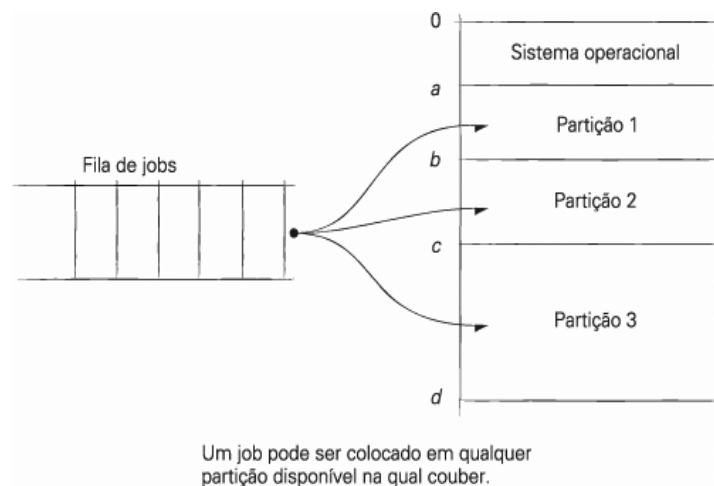 0
Sistema operacional
a
Partição 1
Fila de jobs
b
Partição 2
c
Partição 3
d
Um job pode ser colocado em qualquer
partição disponível na qual couber.